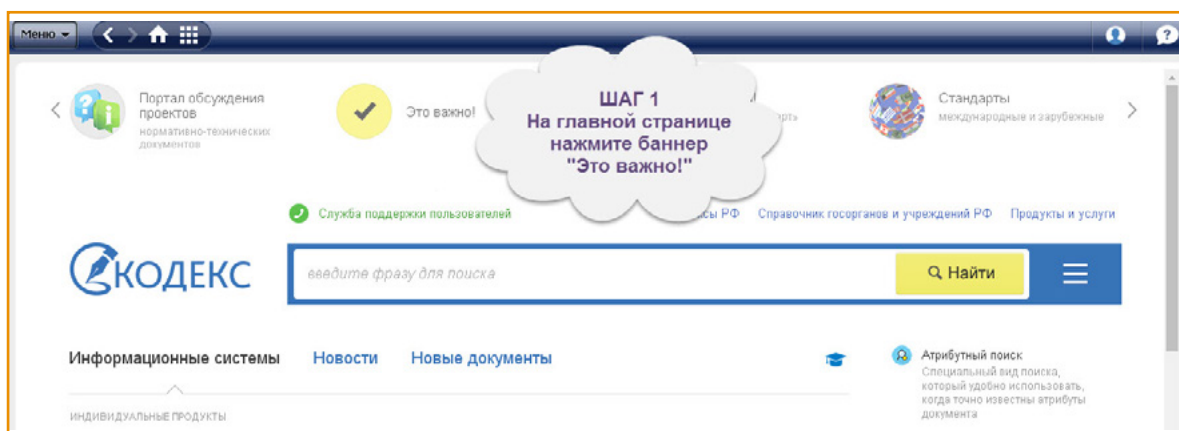 Меню
Портал обсуждения
проектов
нормативно-технических
документов
Это важно!
ШАГ 1
На главной странице
нажмите баннер
"Это важно!"
Стандарты
международные и зарубежные
Служба поддержки пользователей
РФ
Справочник госорганов и учреждений РФ
Продукты и услуги
КОДЕКС
введите фразу для поиска
Найти
Информационные системы
Новости
Новые документы
Атрибутный поиск
Специальный вид поиска,
который удобно использовать,
когда точно известны атрибуты
документа
ИНДИВИДУАЛЬНЫЕ ПРОДУКТЫ